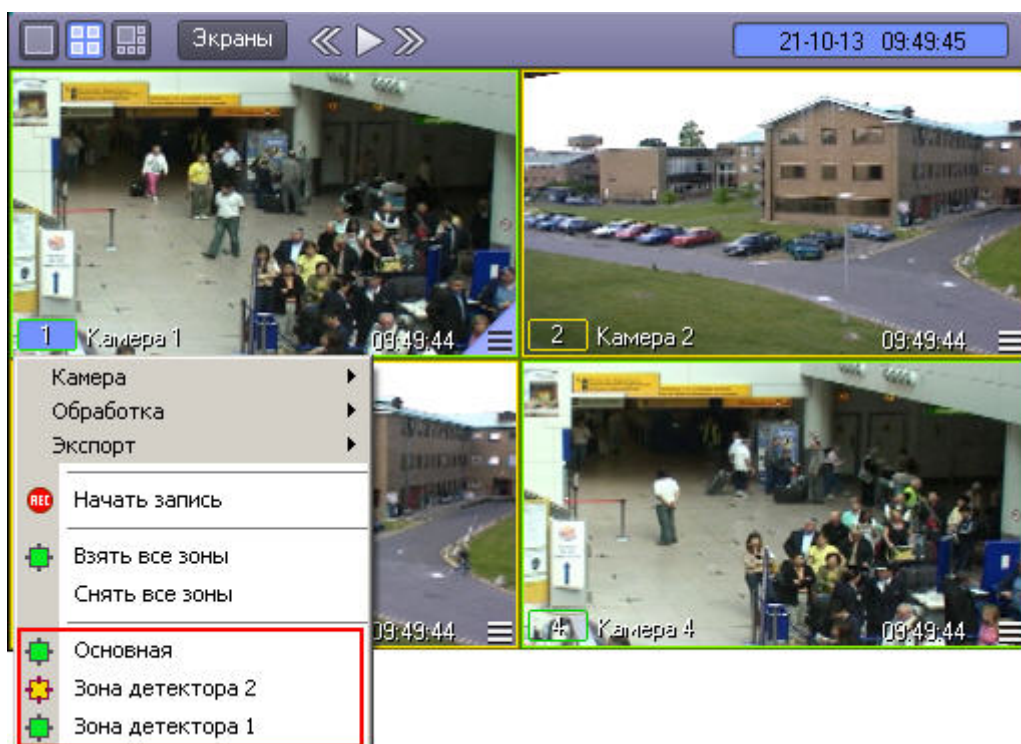 Экраны
21-10-13 09:49:45
1 Камера 1 09:49:44
2 Камера 2 09:49:44
Камера
Обработка
Экспорт
REC Начать запись
Взять все зоны
Снять все зоны
09:49:44
4 Камера 4 09:49:44
Основная
Зона детектора 2
Зона детектора 1